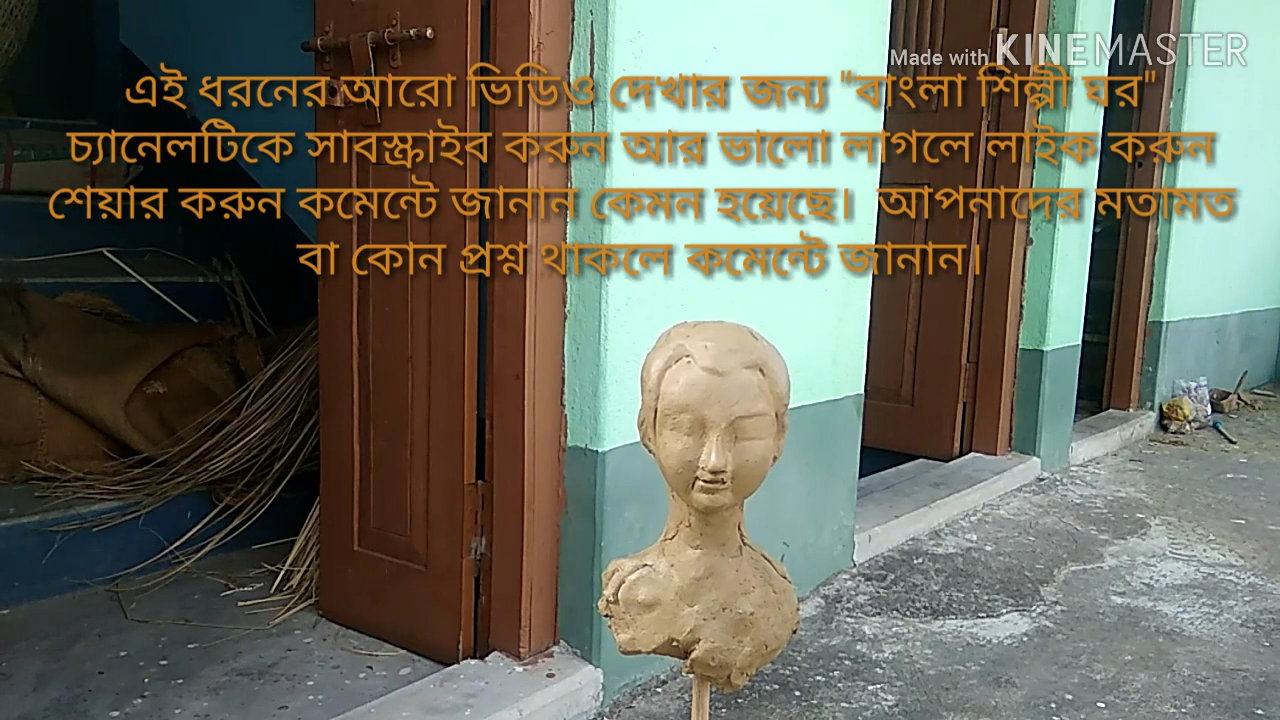 Made with KINEMASTER
এই ধরনের আরো ভিডিও দেখার জন্য "বাংলা শিল্পী ঘর"
চ্যানেলটিকে সাবস্ক্রাইব করুন আর ভালো লাগলে লাইক করুন
শেয়ার করুন কমেন্টে জানান কেমন হয়েছে। আপনাদের মতামত
বা কোন প্রশ্ন থাকলে কমেন্টে জানান।